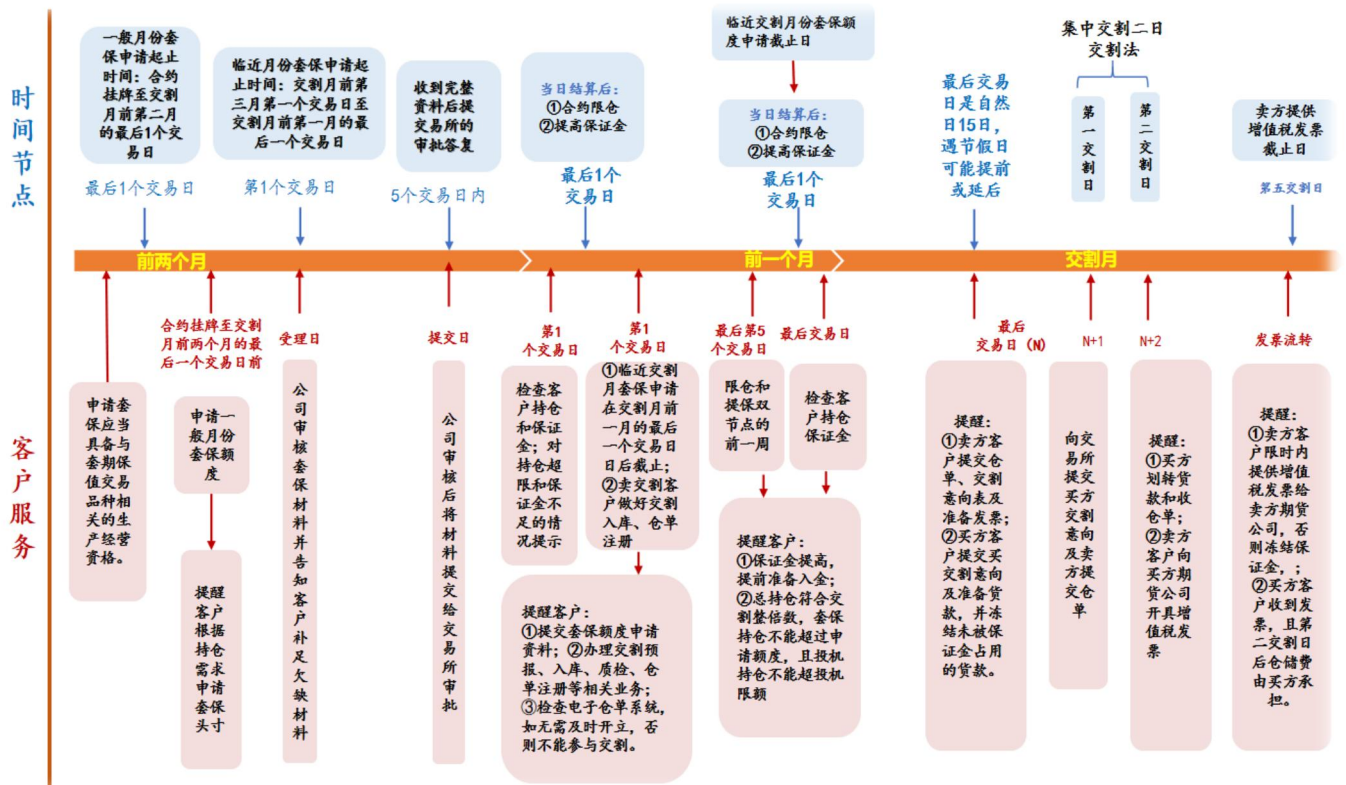 时间节点
一般月份套
保申请起止
时间：合约
挂牌至交割
月前第二月
的最后1个交
易日
最后1个交易日
临近月份套保申请起
止时间：交割月前第
三月第一个交易日至
交割月前第一月的最
后一个交易日
第1个交易日
收到完整
资料后提
交易所的
审批答复
5个交易日内
当日结算后：
①合约限仓
②提高保证金
最后1个
交易日
临近交割月份套保额
度申请截止日
当日结算后：
①合约限仓
②提高保证金
最后1个
交易日
最后交易
日是自然
日15日，
遇节假日
可能提前
或延后
集中交割二日
交割法
第一交割日
第二交割日
卖方提供
增值税发票
截止日
第五交割日
前两个月
前一个月
交割月
客户服务
申请套
保应当
具备与
套期保
值交易
品种相
关的生
产经营
资格。
合约挂牌至交割
月前两个月的最
后一个交易日前
申请一
般月份
套保额
度
提醒
客户
根据
持仓
需求
申请
套保
头寸
受理日
公司审核套保材料并告知客户补足欠缺材料
提交日
公司审核后将材料提交给交易所审批
第1
个交易日
检查客
户持仓
和保证
金；对
持仓超
限和保
证金不
足的情
况提示
第1
个交易日
①临近交割
月套保申请
在交割月前
一月的最后
一个交易日
日后截止；
②卖交割客
户做好交割
入库、仓单
注册
提醒客户：
①提交套保额度申请
资料；②办理交割预
报、入库、质检、仓
单注册等相关业务；
③检查电子仓单系统，
如无需及时开立，否
则不能参与交割。
最后第5
个交易日
限仓和
提保双
节点的
前一周
最后交易日
检查客
户持仓
保证金
提醒客户：
①保证金提高，
提前准备入金；
②总持仓符合交
割整倍数，套保
持仓不能超过申
请额度，且投机
持仓不能超投机
限额
最后
交易日（N）
提醒：
①卖方客
户提交仓
单、交割
意向表及
准备发票；
②买方客
户提交买
交割意向
及准备货
款，并冻
结未被保
证金占用
的货款。
N+1
向交
易所
提交
买方
交割
意向
及卖
方提
交仓
单
N+2
提醒：
①买方
划转货
款和收
仓单；
②卖方
客户向
买方期
货公司
开具增
值税发
票
发票流转
提醒：
①卖方客
户限时内
提供增值
税发票给
卖方期货
公司，否
则冻结保
证金，；
②买方客
户收到发
票，且第
二交割日
后仓储费
由买方承
担。